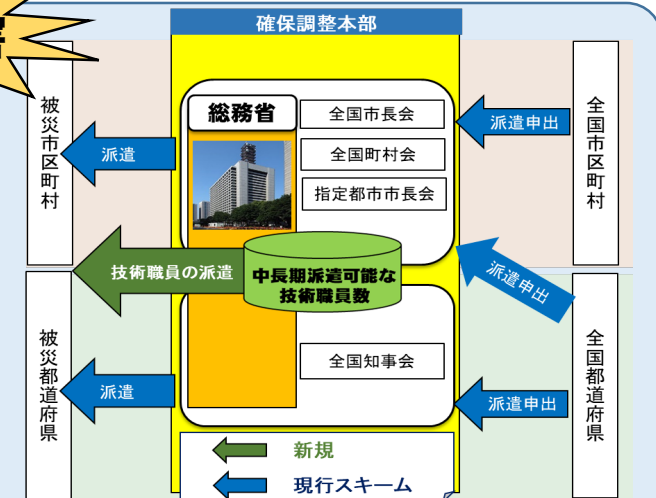 確保調整本部
被災市区町村
派遣
総務省
全国市長会
全国町村会
指定都市市長会
派遣申出
全国市区町村
技術職員の派遣
中長期派遣可能な
技術職員数
派遣申出
被災都道府県
派遣
全国知事会
派遣申出
全国都道府県
新規
現行スキーム